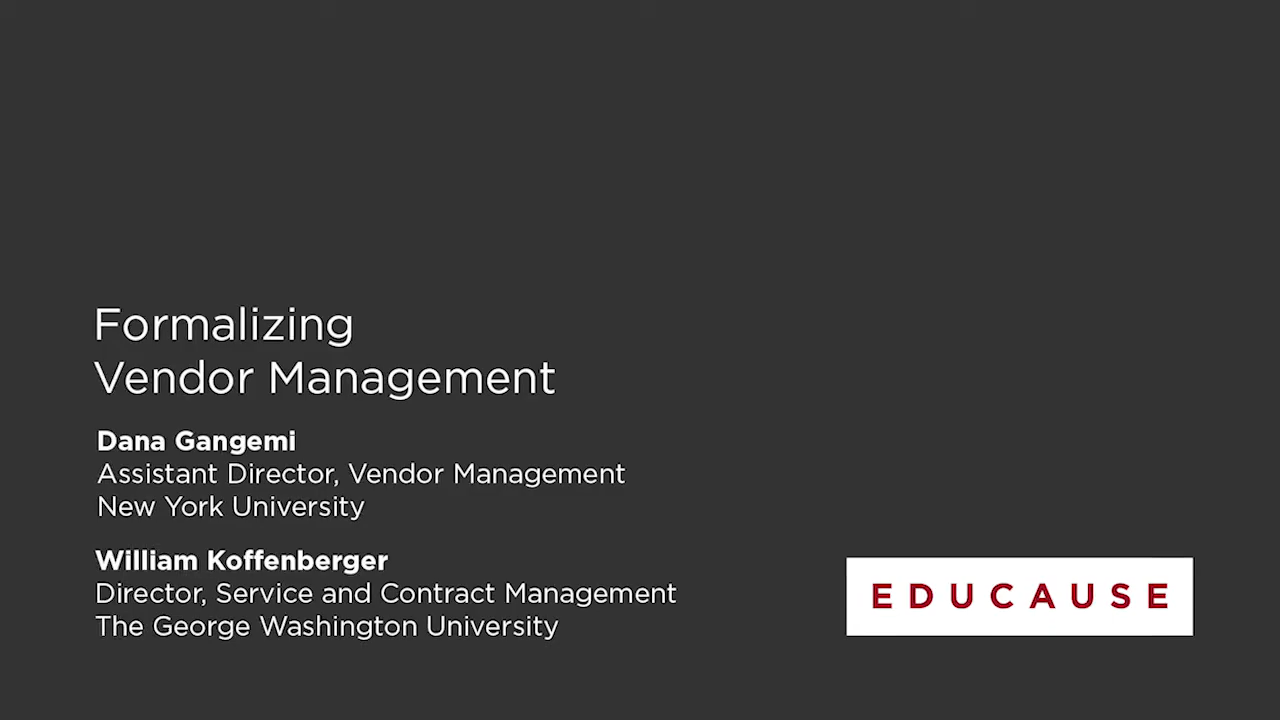 Formalizing
Vendor Management
Dana Gangemi
Assistant Director, Vendor Management
New York University
William Koffenberger
Director, Service and Contract Management
The George Washington University
EDUCAUSE